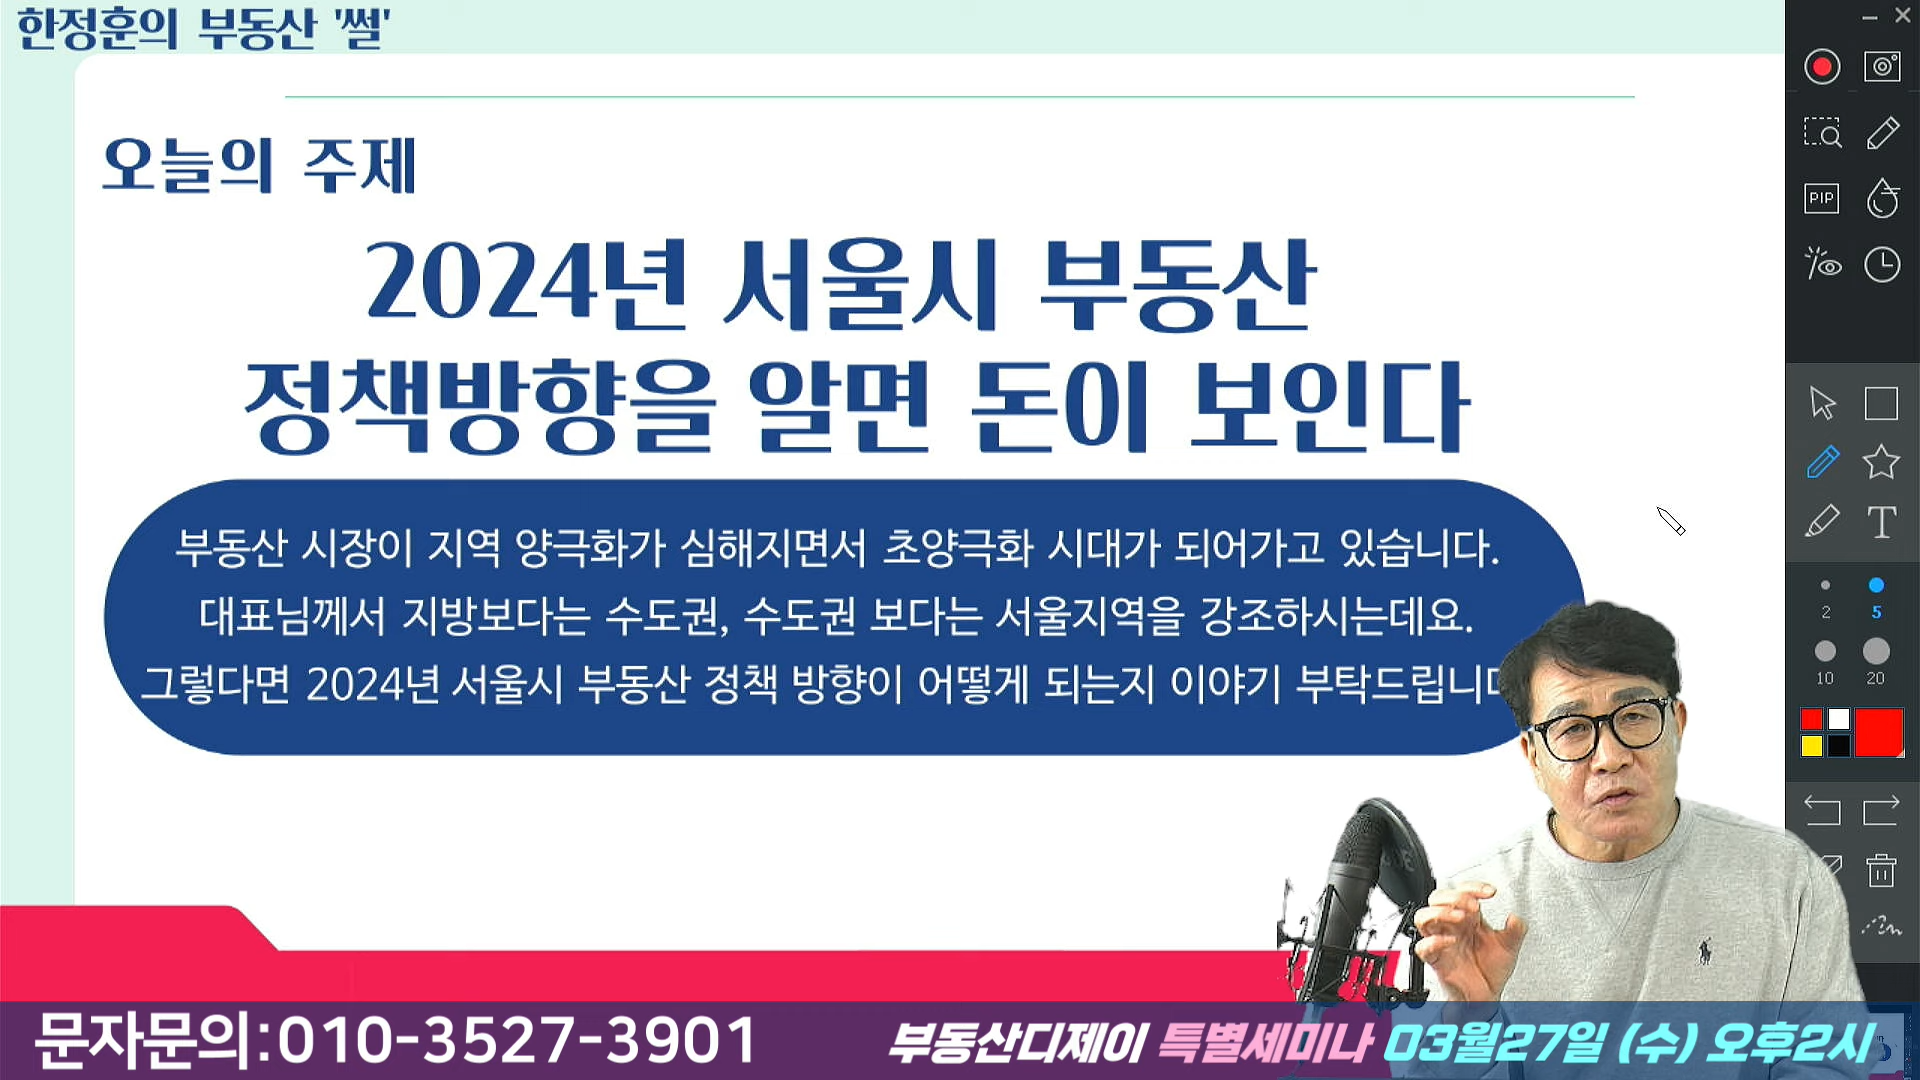 한정훈의 부동산 '썰'
오늘의 주제
2024년 서울시 부동산
정책방향을 알면 돈이 보인다
부동산 시장이 지역 양극화가 심해지면서 초양극화 시대가 되어가고 있습니다.
대표님께서 지방보다는 수도권, 수도권 보다는 서울지역을 강조하시는데요.
그렇다면 2024년 서울시 부동산 정책 방향이 어떻게 되는지 이야기
PIP
T
2 5
10 20
문자문의:010-3527-3901
부동산디제이 특별세미나 03월27일 (수) 오후2시